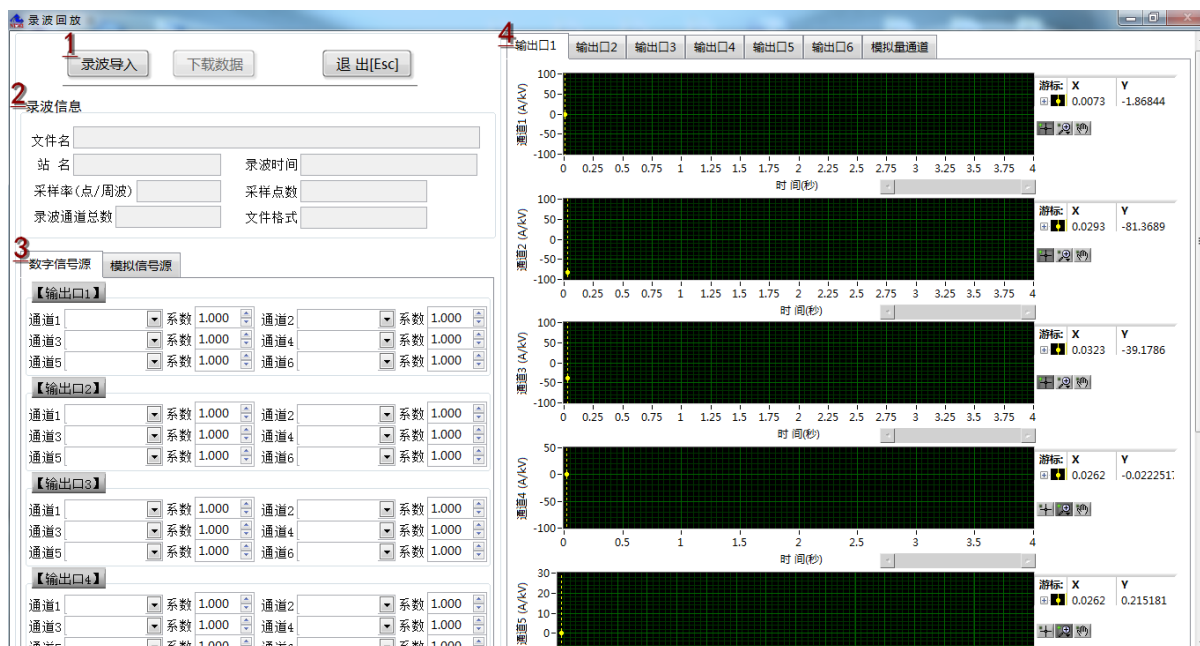 录波回放
1
录波导入 下载数据 退 出[Esc]
2
录波信息
文件名
站 名 录波时间
采样率(点/周波) 采样点数
录波通道总数 文件格式
3
数字信号源 模拟信号源
【输出口1】
通道1 系数 1.000 通道2 系数 1.000
通道3 系数 1.000 通道4 系数 1.000
通道5 系数 1.000 通道6 系数 1.000
【输出口2】
通道1 系数 1.000 通道2 系数 1.000
通道3 系数 1.000 通道4 系数 1.000
通道5 系数 1.000 通道6 系数 1.000
【输出口3】
通道1 系数 1.000 通道2 系数 1.000
通道3 系数 1.000 通道4 系数 1.000
通道5 系数 1.000 通道6 系数 1.000
【输出口4】
通道1 系数 1.000 通道2 系数 1.000
通道3 系数 1.000 通道4 系数 1.000
通道5 系数 1.000 通道6 系数 1.000
4
输出口1 输出口2 输出口3 输出口4 输出口5 输出口6 模拟量通道
通道1 (A/kV)
100
50
0
-50
-100
0 0.25 0.5 0.75 1 1.25 1.5 1.75 2 2.25 2.5 2.75 3 3.25 3.5 3.75 4
时间(秒)
游标: X Y
0.0073 -1.86844
通道2 (A/kV)
100
50
0
-50
-100
0 0.25 0.5 0.75 1 1.25 1.5 1.75 2 2.25 2.5 2.75 3 3.25 3.5 3.75 4
时间(秒)
游标: X Y
0.0293 -81.3689
通道3 (A/kV)
100
50
0
-50
-100
0 0.25 0.5 0.75 1 1.25 1.5 1.75 2 2.25 2.5 2.75 3 3.25 3.5 3.75 4
时间(秒)
游标: X Y
0.0323 -39.1786
通道4 (A/kV)
50
0
-50
-100
0 0.5 1 1.5 2 2.5 3 3.5 4
时间(秒)
游标: X Y
0.0262 -0.022251
通道5 (A/kV)
30
20
10
0
游标: X Y
0.0262 0.215181